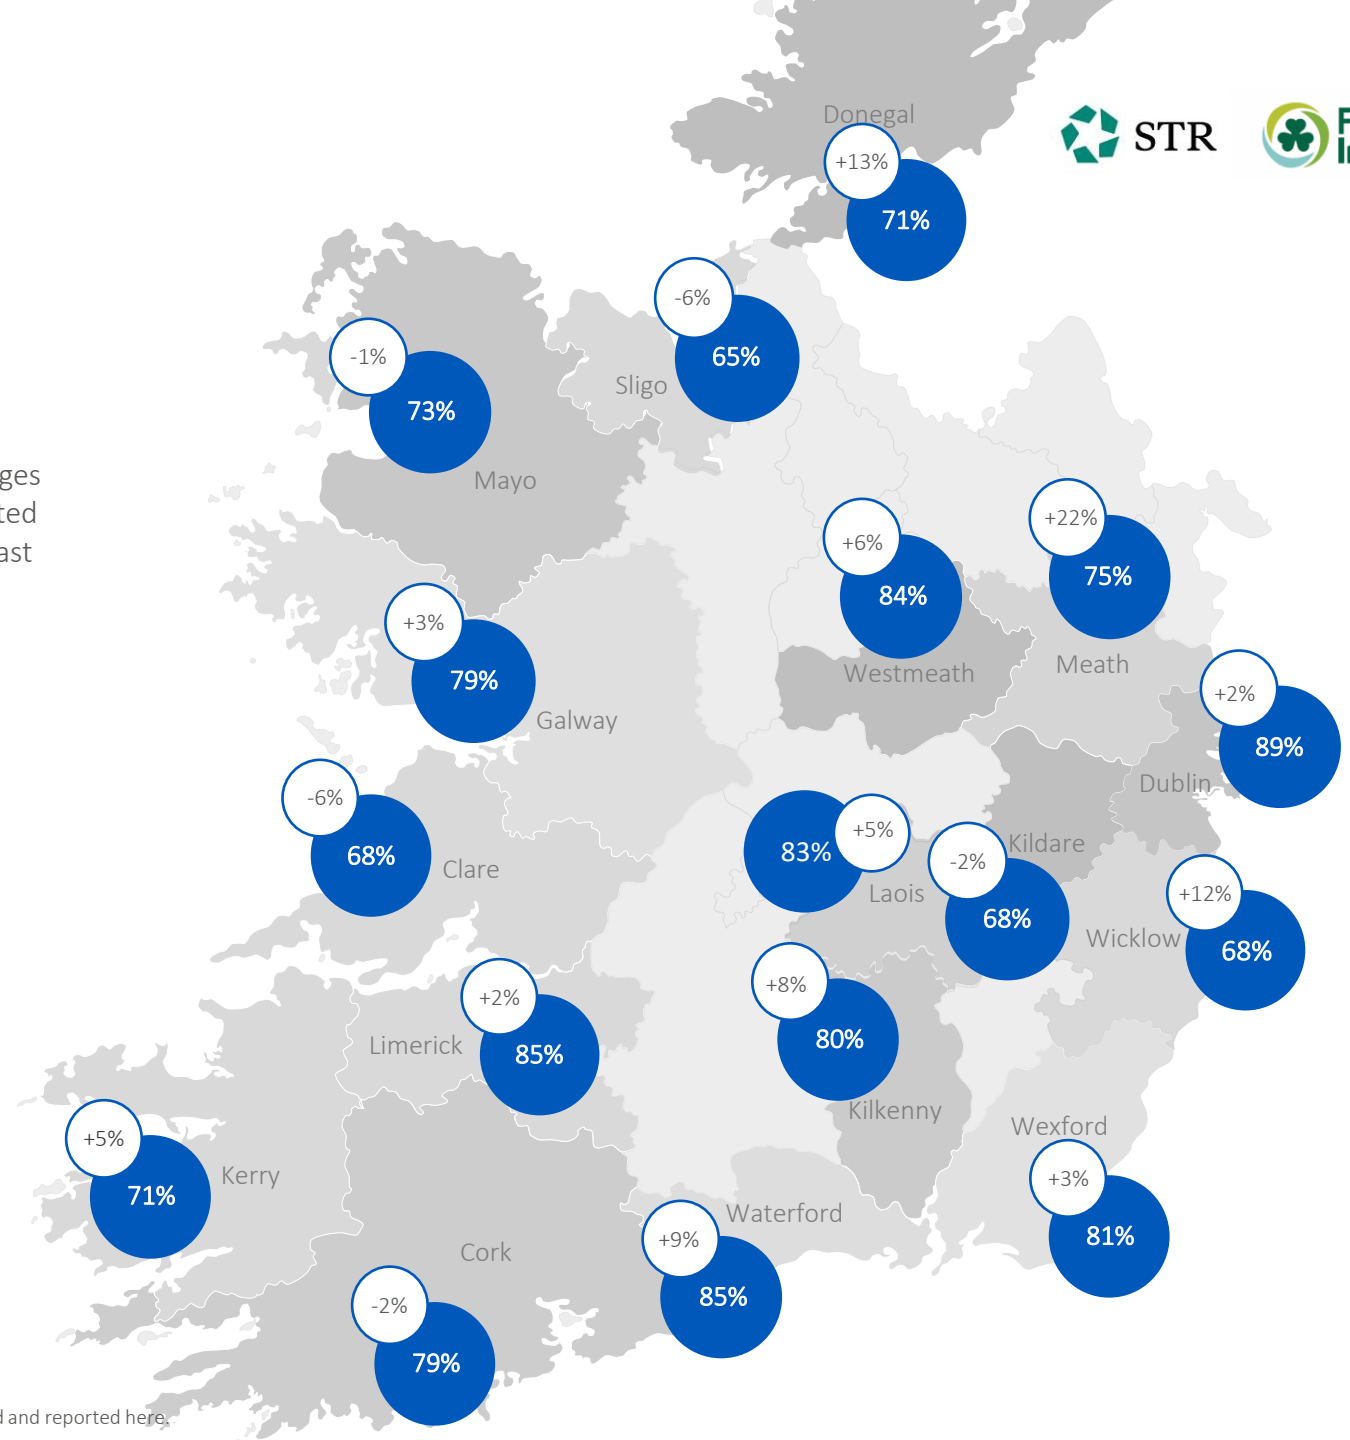 Donegal
+13%
71%
STR
-6%
65%
Sligo
-1%
73%
Mayo
ges
ted
ast
+6%
84%
Westmeath
+22%
75%
Meath
+3%
79%
Galway
+2%
89%
Dublin
-6%
68%
Clare
83%
+5%
Laois
-2%
68%
Kildare
+12%
68%
Wicklow
+8%
80%
Kilkenny
+2%
85%
Limerick
+5%
71%
Kerry
Wexford
+3%
81%
Waterford
+9%
85%
Cork
-2%
79%
d and reported here.